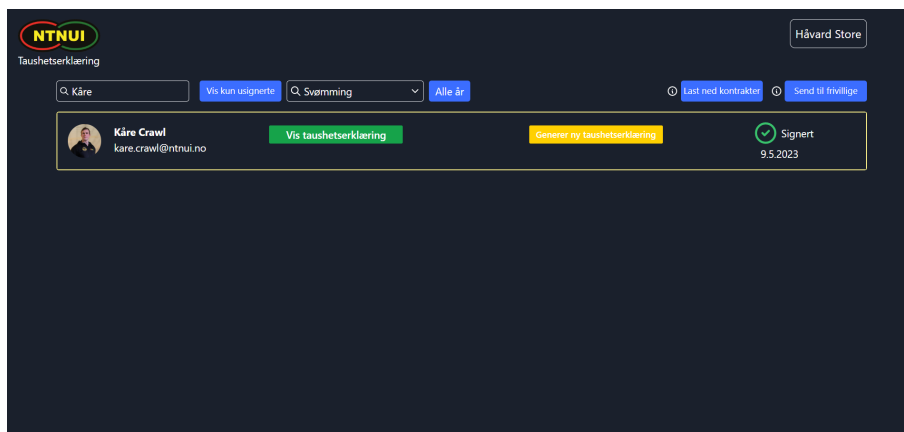 NTNUI
Håvard Store
Taushetserklæring
Kåre
Vis kun usignerte
Svømming
Alle år
Last ned kontrakter
Send til frivillige
Kåre Crawl
kare.crawl@ntnui.no
Vis taushetserklæring
Generer ny taushetserklæring
Signert
9.5.2023